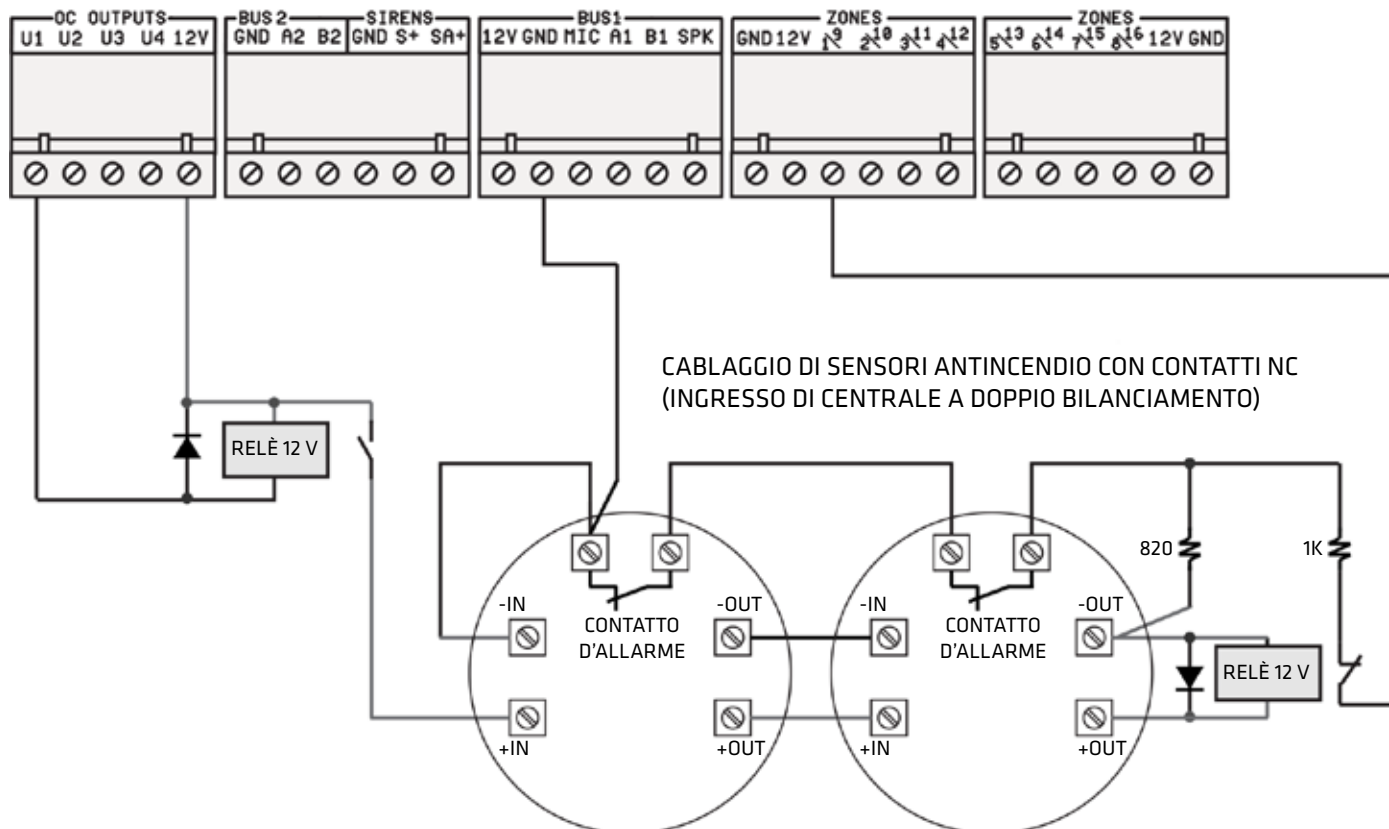 OC OUTPUTS
U1 U2 U3 U4 12V
BUS 2 SIRENS
GND A2 B2 GND S+ SA+
BUS1
12V GND MIC A1 B1 SPK
ZONES
GND 12V 1 9 2 10 3 11 4 12
ZONES
5 13 6 14 7 15 8 16 12V GND
CABLAGGIO DI SENSORI ANTINCENDIO CON CONTATTI NC
(INGRESSO DI CENTRALE A DOPPIO BILANCIAMENTO)
RELÈ 12 V
820
1K
-IN
CONTATTO
D'ALLARME
-OUT
+IN
+OUT
-IN
CONTATTO
D'ALLARME
-OUT
RELÈ 12 V
+IN
+OUT